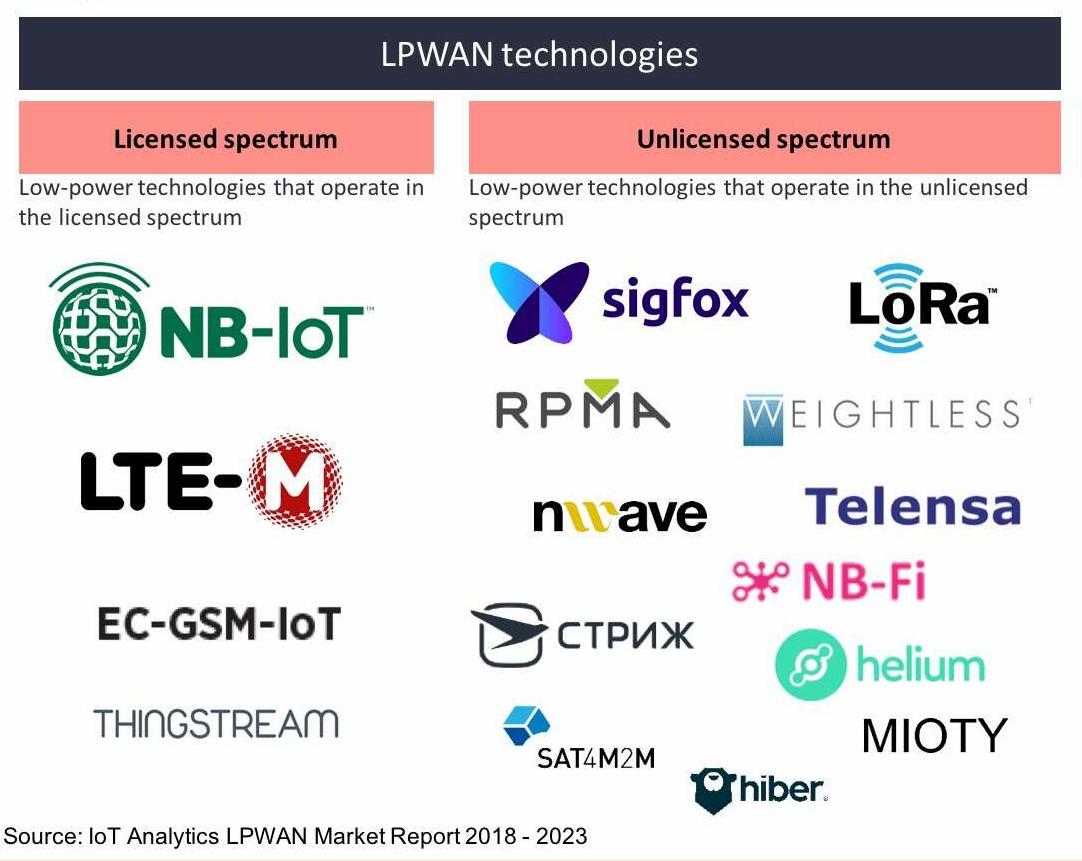 LPWAN technologies
Licensed spectrum
Low-power technologies that operate in
the licensed spectrum
NB-IoT™
LTE-M
EC-GSM-IoT
THINGSTREAM
Unlicensed spectrum
Low-power technologies that operate in the unlicensed
spectrum
sigfox
LoRa™
RPMA
WEIGHTLESS
nwave
Telensa
NB-Fi
СТРИЖ
helium
SAT4M2M
MIOTY
hiber
Source: IoT Analytics LPWAN Market Report 2018 - 2023